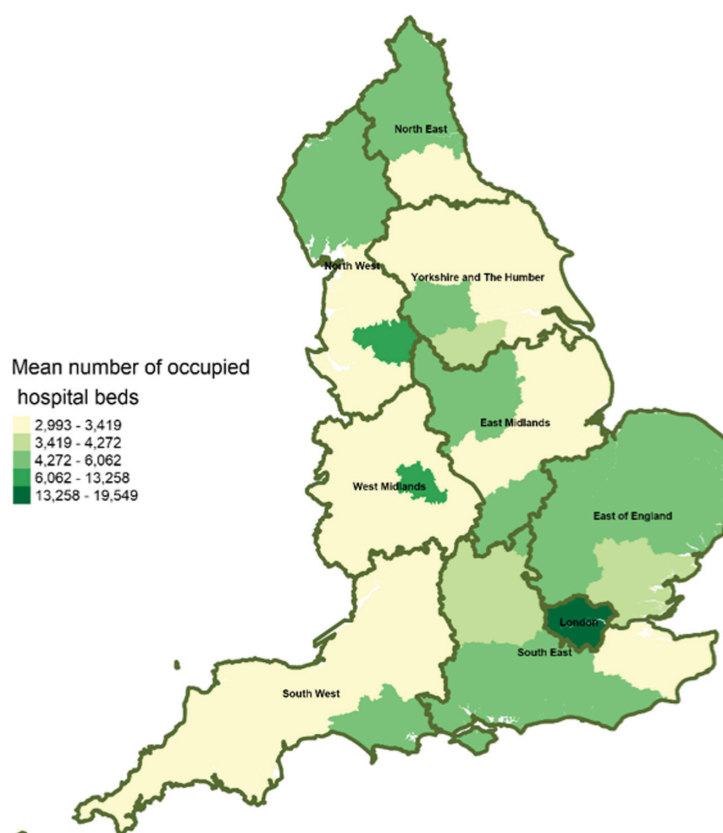 North East
North West
Yorkshire and The Humber
Mean number of occupied
hospital beds
2,993 - 3,419
3,419 - 4,272
4,272 - 6,062
6,062 - 13,258
13,258 - 19,549
East Midlands
West Midlands
East of England
London
South East
South West